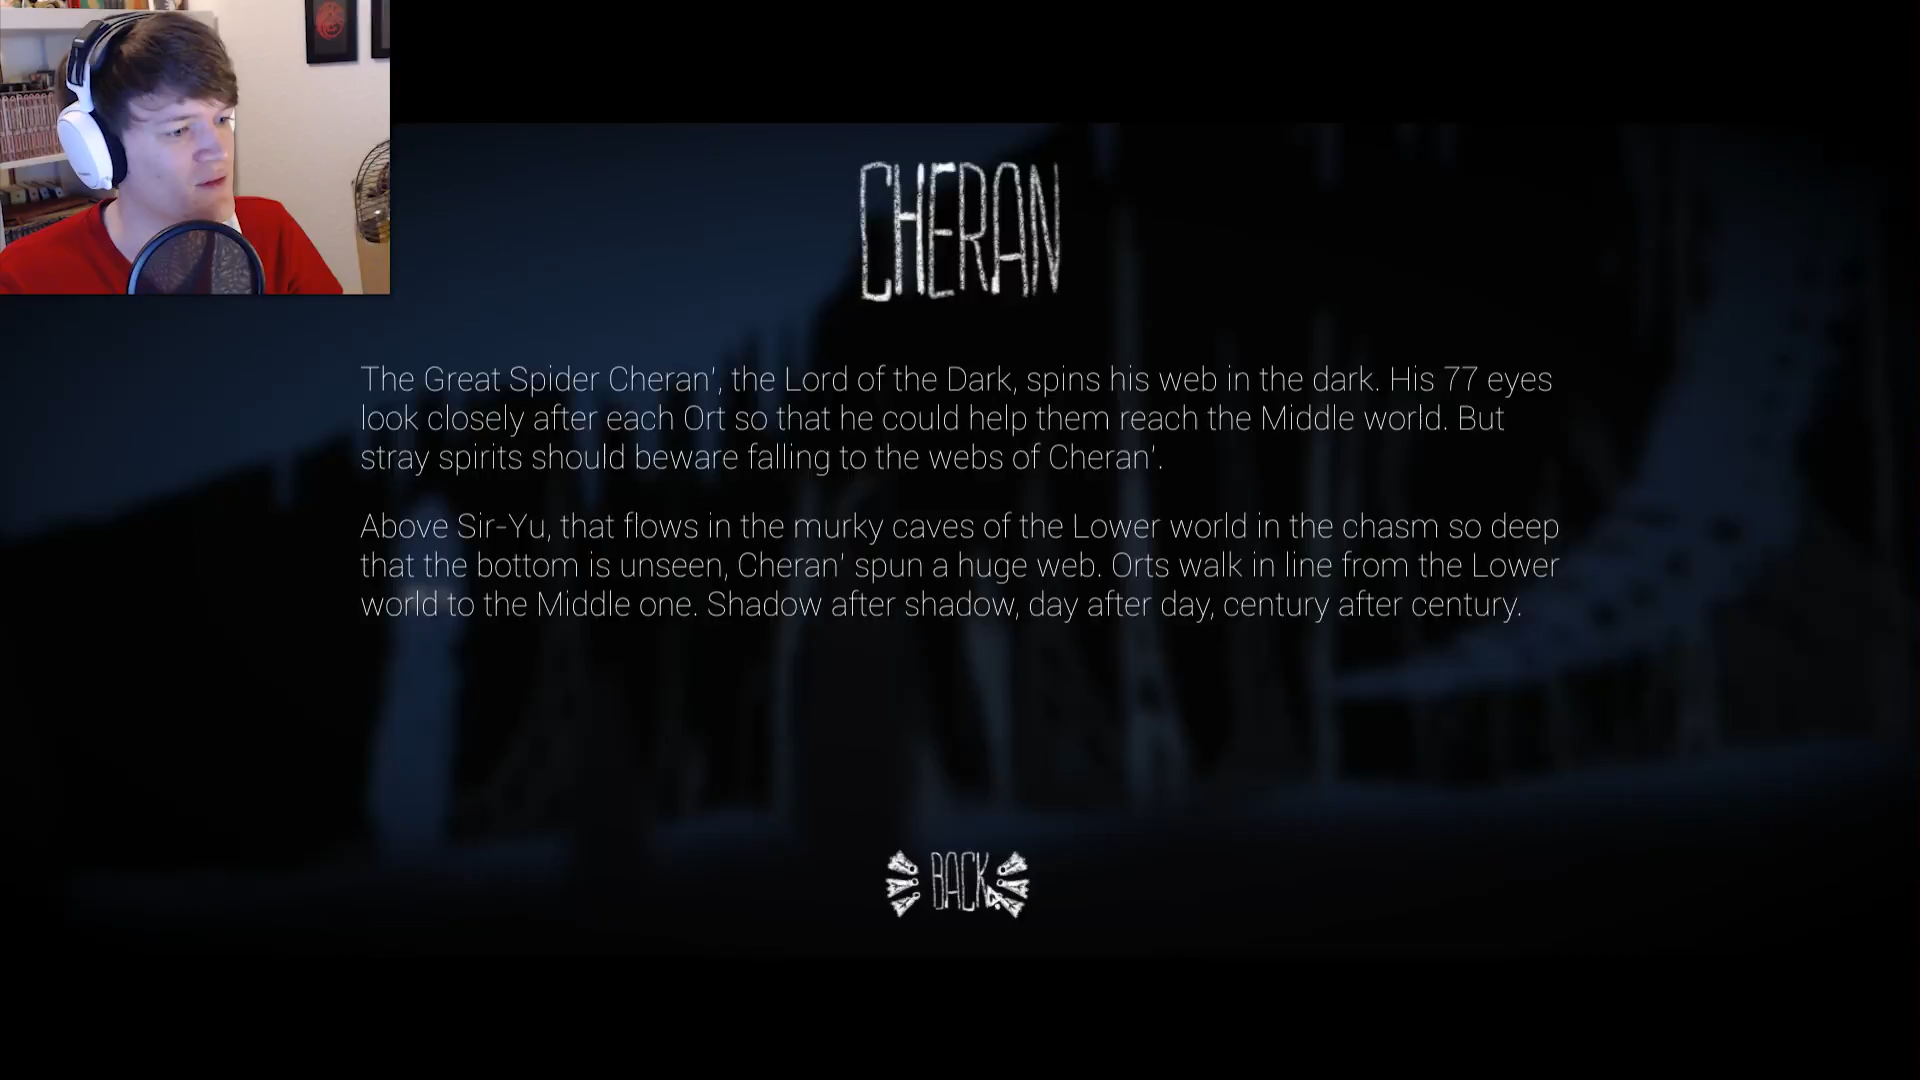 CHERAN
The Great Spider Cheran', the Lord of the Dark, spins his web in the dark. His 77 eyes
look closely after each Ort so that he could help them reach the Middle world. But
stray spirits should beware falling to the webs of Cheran'.
Above Sir-Yu, that flows in the murky caves of the Lower world in the chasm so deep
that the bottom is unseen, Cheran' spun a huge web. Orts walk in line from the Lower
world to the Middle one. Shadow after shadow, day after day, century after century.
BACK